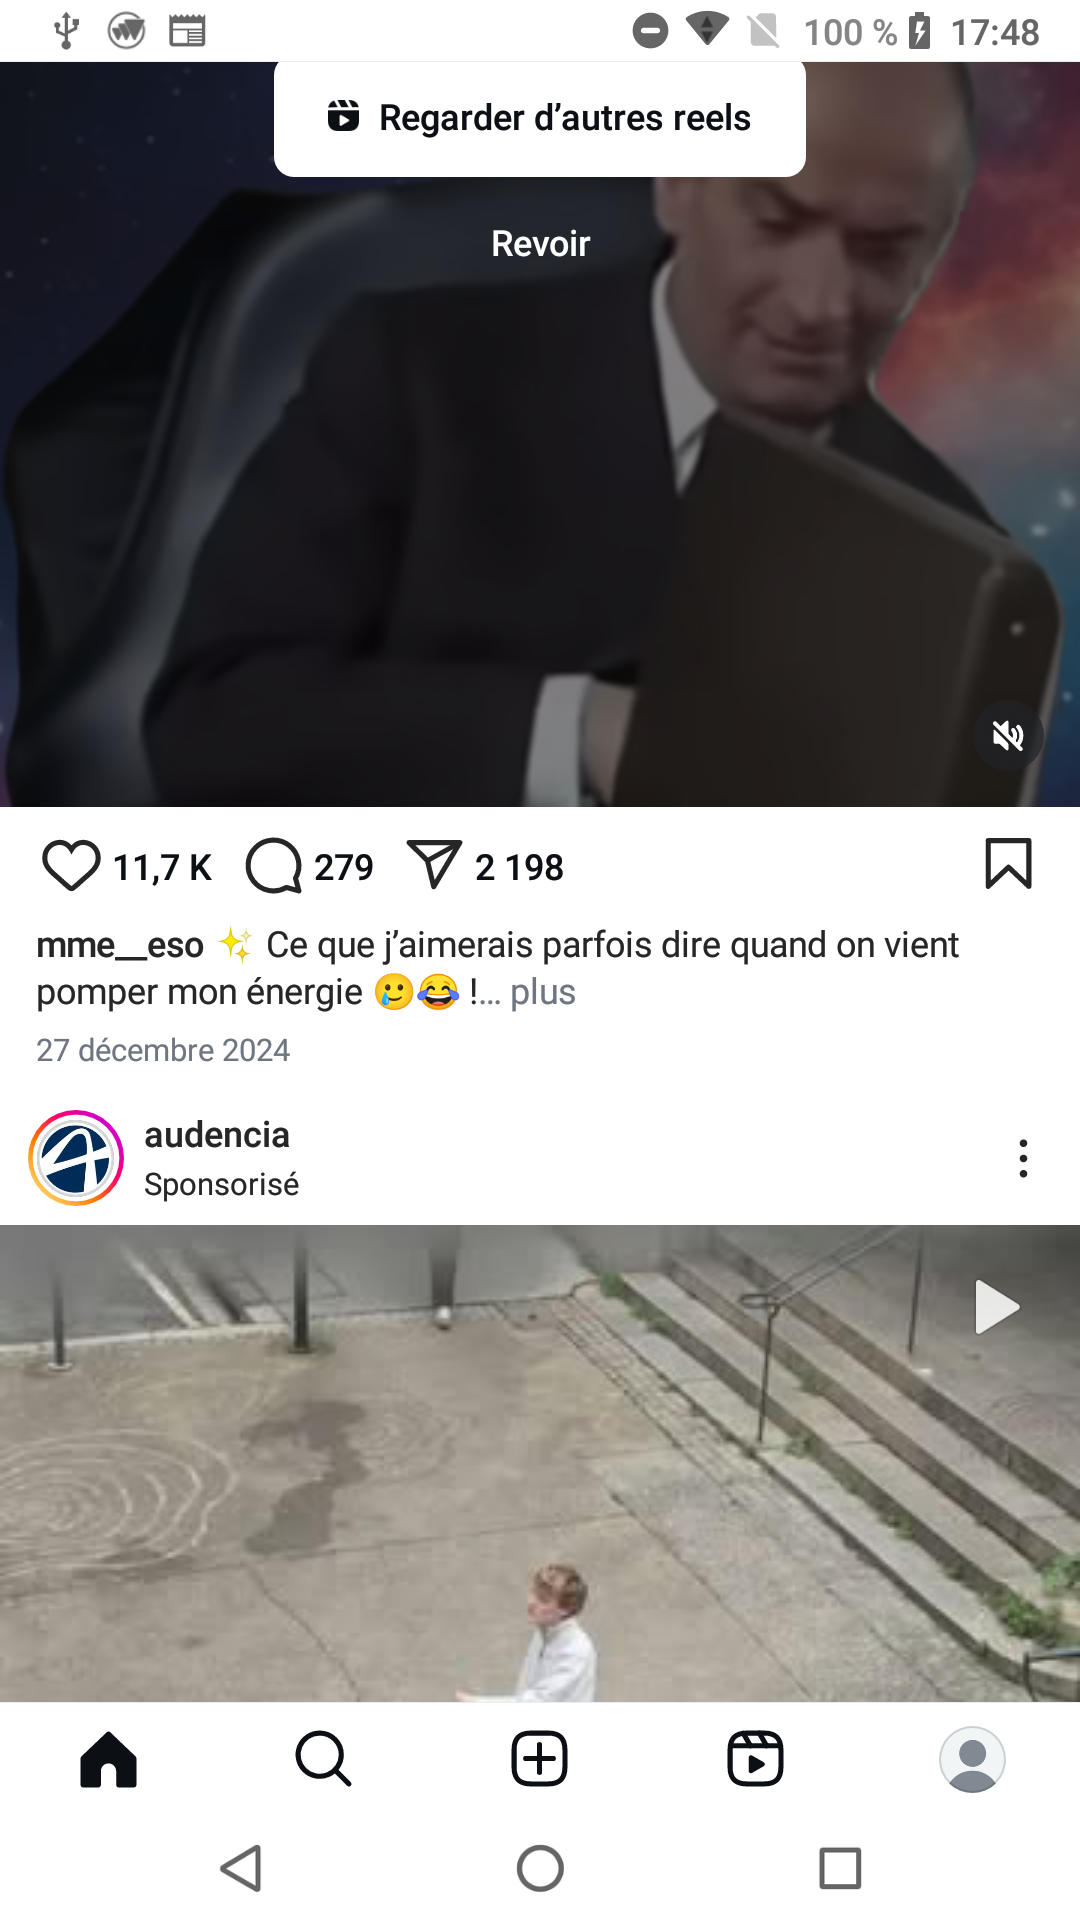 100 % 17:48
Regarder d’autres reels
Revoir
11,7 K 279 2 198
mme__eso ✨ Ce que j’aimerais parfois dire quand on vient
pomper mon énergie 🥲😂 !… plus
27 décembre 2024
audencia
Sponsorisé